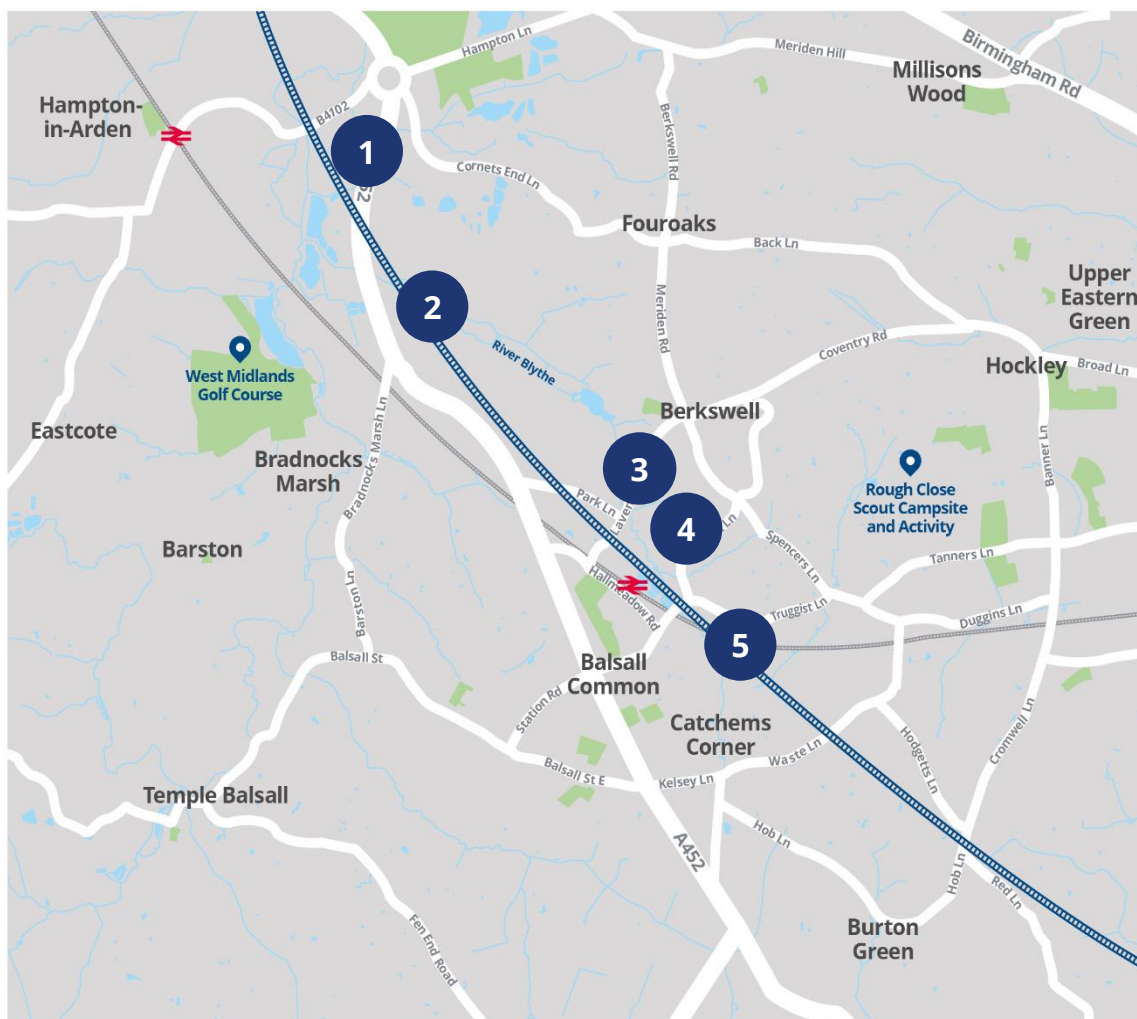 Hampton Ln
Meriden Hill
Birmingham Rd
Millisons
Wood
Hampton-
in-Arden
B4102
1
Berkswell Rd
Cornets End Ln
Fouroaks
Back Ln
Upper
Eastern
Green
2
Meriden Rd
Coventry Rd
River Blythe
Hockley
Broad Ln
West Midlands
Golf Course
Berkswell
Eastcote
Bradnocks Marsh Ln
Bradnocks
Marsh
3
Banner Ln
Park Ln
4
Ln
Rough Close
Scout Campsite
and Activity
Spencers Ln
Barston
Tanners Ln
Hallmeadow Rd
Barston Ln
Truggist Ln
Duggins Ln
5
Balsall St
Balsall
Common
Station Rd
Catchems
Corner
Cromwell Ln
Waste Ln
Hodgetts Ln
Balsall St E
Kelsey Ln
Temple Balsall
A452
Hob Ln
Hob Ln
Red Ln
Burton
Green
Fen End Road